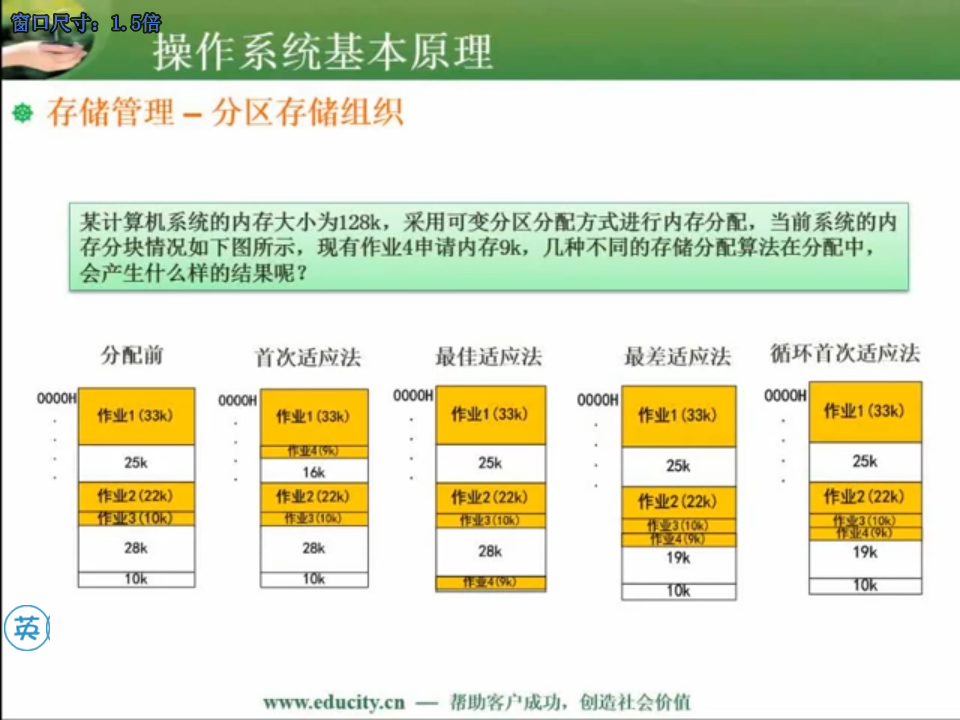 窗口尺寸：1.5倍
操作系统基本原理
存储管理 – 分区存储组织
某计算机系统的内存大小为128k，采用可变分区分配方式进行内存分配，当前系统的内
存分块情况如下图所示，现有作业4申请内存9k，几种不同的存储分配算法在分配中，
会产生什么样的结果呢？
分配前
0000H
作业1(33k)
25k
作业2(22k)
作业3(10k)
28k
10k
首次适应法
0000H
作业1(33k)
作业4(9k)
16k
作业2(22k)
作业3(10k)
28k
10k
最佳适应法
0000H
作业1(33k)
25k
作业2(22k)
作业3(10k)
28k
作业4(9k)
最差适应法
0000H
作业1(33k)
25k
作业2(22k)
作业3(10k)
作业4(9k)
19k
10k
循环首次适应法
0000H
作业1(33k)
25k
作业2(22k)
作业3(10k)
作业4(9k)
19k
10k
英
www.educity.cn — 帮助客户成功，创造社会价值